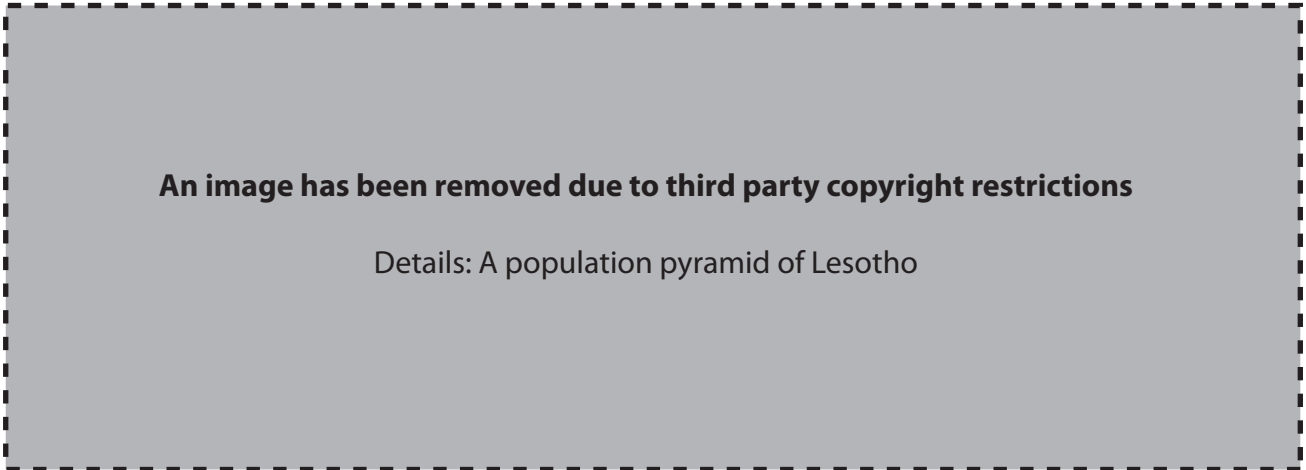 An image has been removed due to third party copyright restrictions
Details: A population pyramid of Lesotho